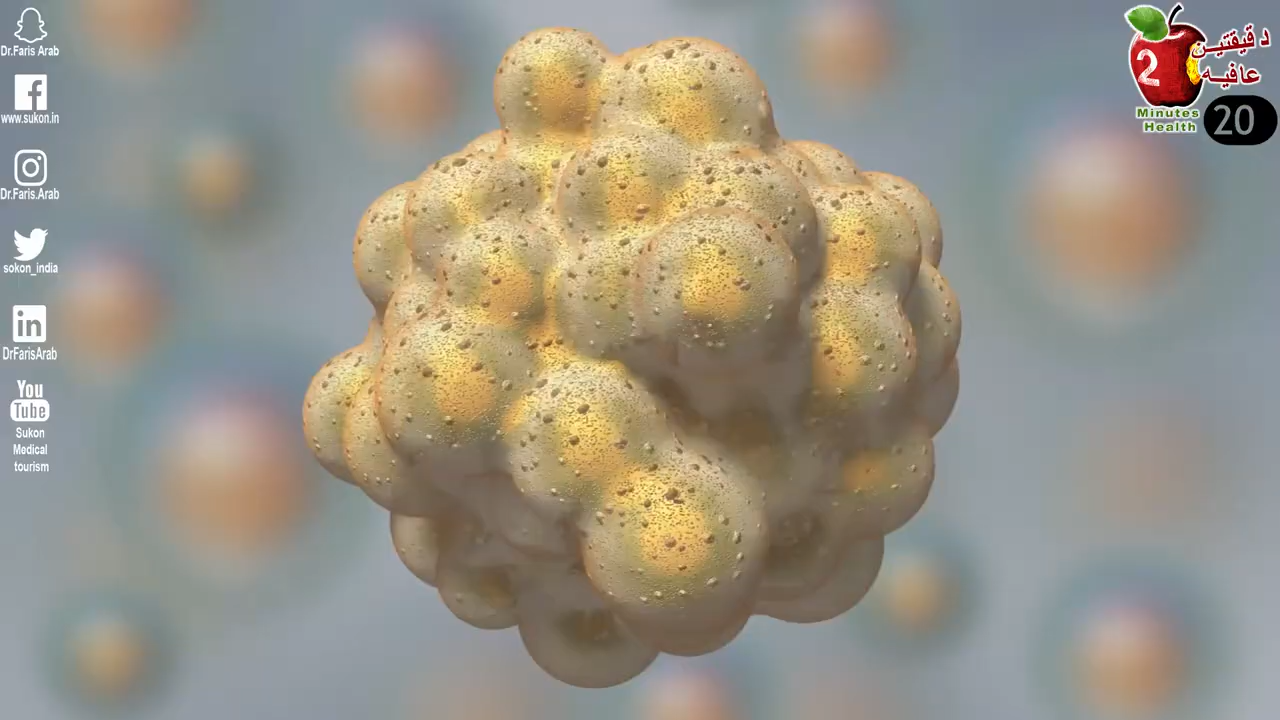 Dr.Faris Arab
www.sukon.in
Dr.Faris.Arab
sokon_india
in
DrFarisArab
You
Tube
Sukon
Medical
tourism
دقيقتين
2
عافيه
Minutes
Health
20